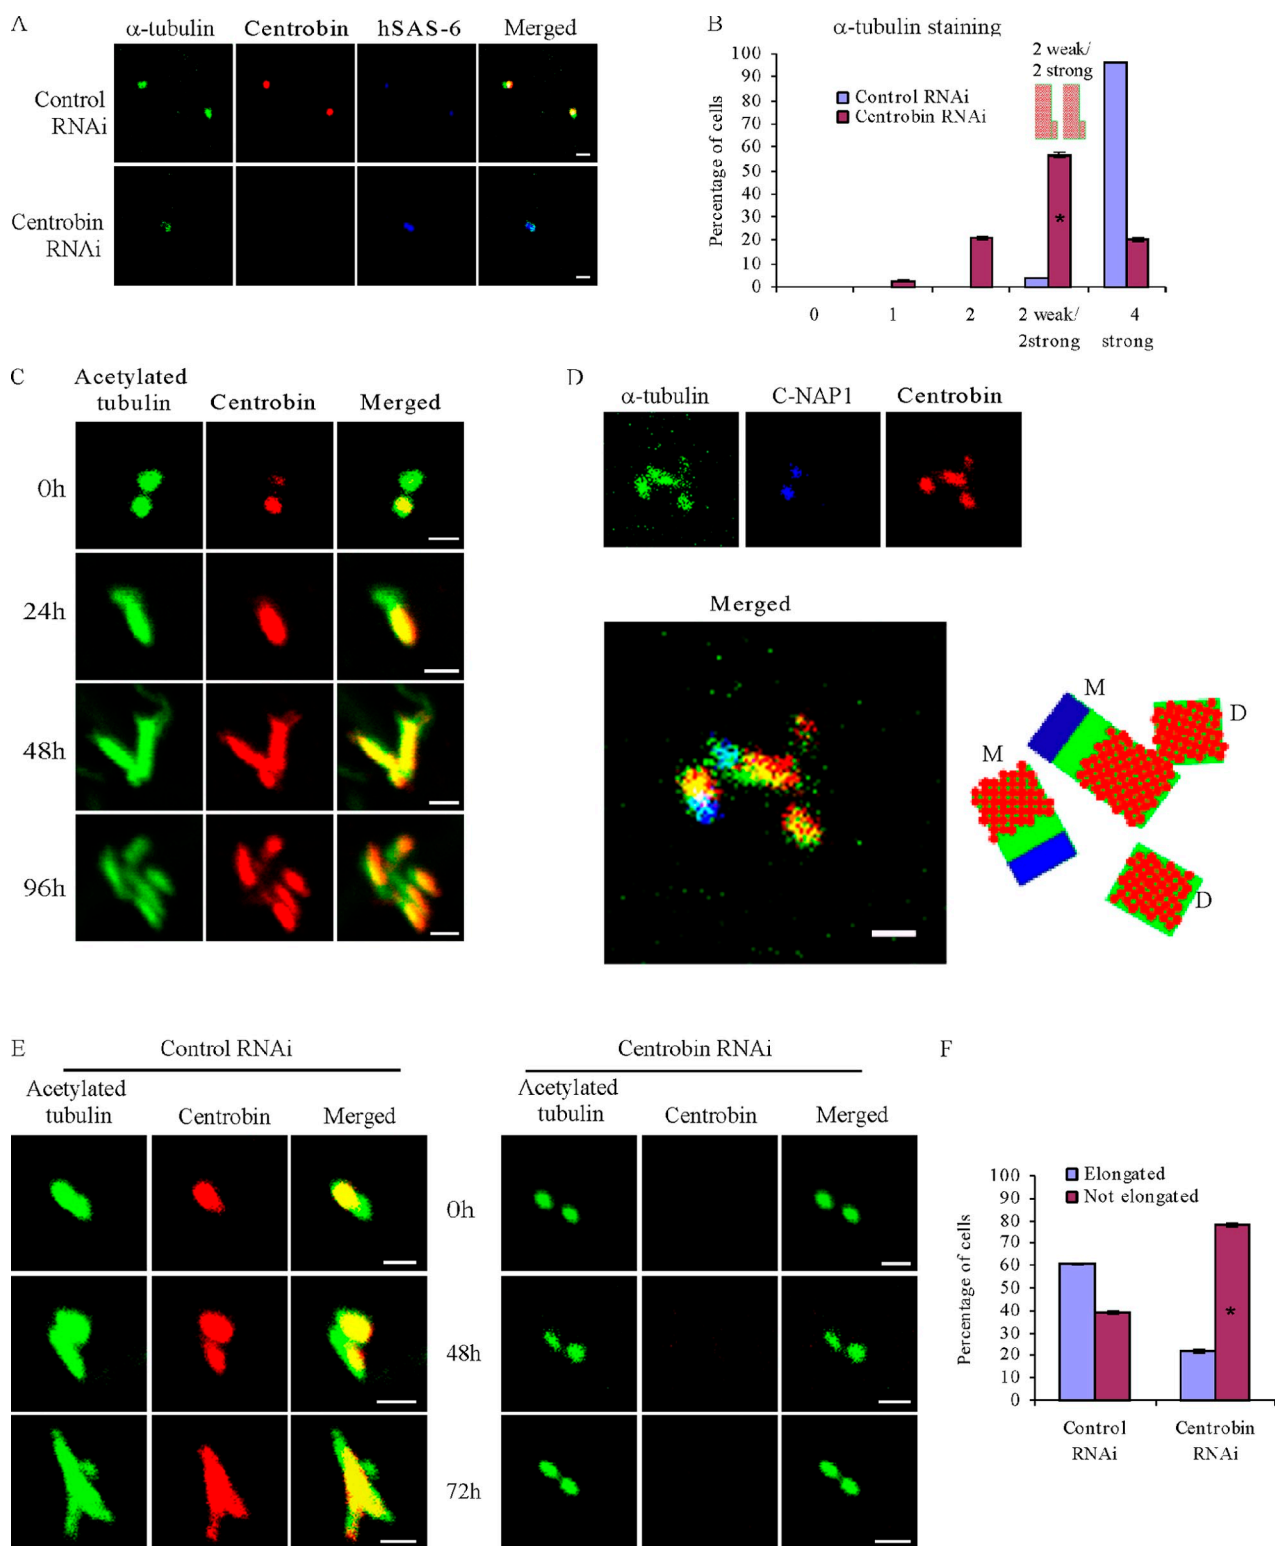 A
α-tubulin Centrobin hSAS-6 Merged
Control
RNAi
Centrobin
RNAi
B
α-tubulin staining
2 weak/
2 strong
Control RNAi
Centrobin RNAi
Percentage of cells
100
90
80
70
60
50
40
30
20
10
0
*
0 1 2 2 weak/ 4
2strong strong
C
Acetylated
tubulin Centrobin Merged
0h
24h
48h
96h
D
α-tubulin C-NAP1 Centrobin
Merged
M
D
M
D
E
Control RNAi Centrobin RNAi
Acetylated
tubulin Centrobin Merged
Acetylated
tubulin Centrobin Merged
0h
48h
72h
F
Elongated
Not elongated
Percentage of cells
100
90
80
70
60
50
40
30
20
10
0
*
Control Centrobin
RNAi RNAi